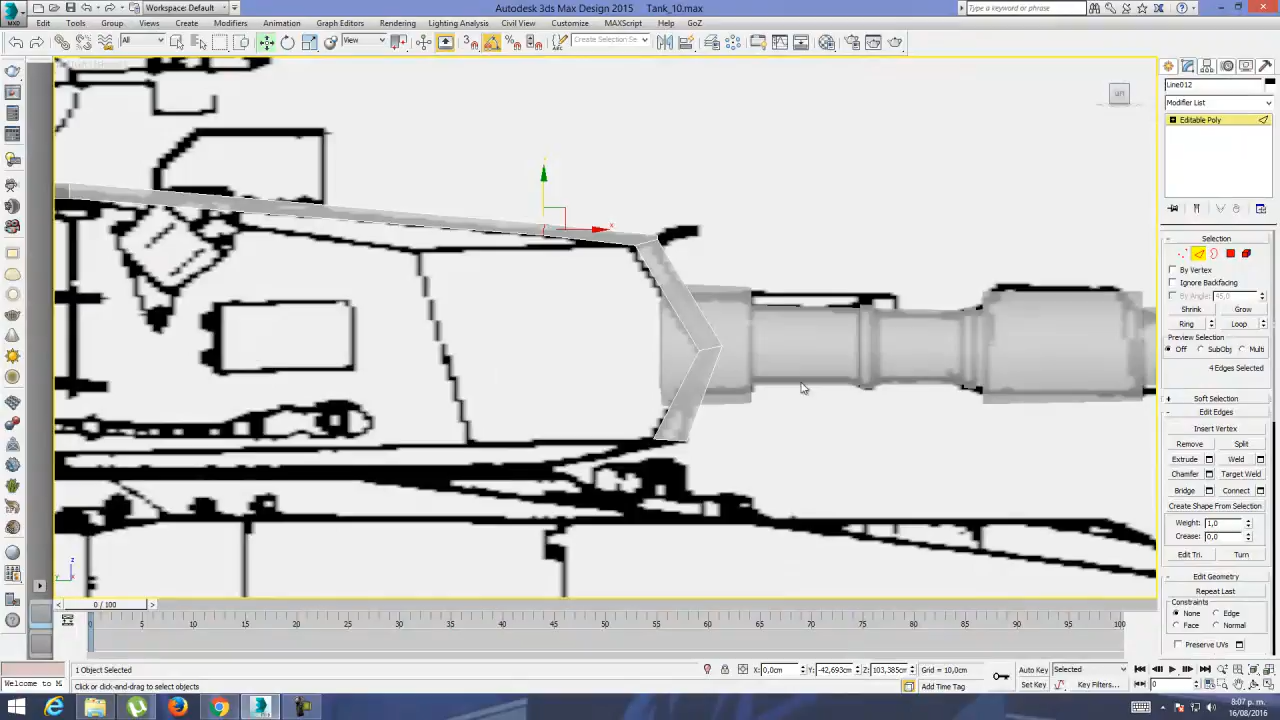 Workspace: Default
Autodesk 3ds Max Design 2015    Tank_10.max
Type a keyword or phrase
Edit Tools Group Views Create Modifiers Animation Graph Editors Rendering Lighting Analysis Civil View Customize MAXScript Help GoZ
All
View
Create Selection Se
Line012
Modifier List
Editable Poly
Selection
By Vertex
Ignore Backfacing
By Angle: 45,0
Shrink Grow
Ring Loop
Preview Selection
Off SubObj Multi
4 Edges Selected
Soft Selection
Edit Edges
Insert Vertex
Remove Split
Extrude Weld
Chamfer Target Weld
Bridge Connect
Create Shape From Selection
Weight: 1,0
Crease: 0,0
Edit Tri. Turn
Edit Geometry
Repeat Last
Constraints
None Edge
Face Normal
Preserve UVs
x
z
0 / 100
0 5 10 15 20 25 30 35 40 45 50 55 60 65 70 75 80 85 90 95 100
1 Object Selected
X: 0,0cm Y: -42,693cm Z: 103,385cm Grid = 10,0cm
Auto Key Selected
Welcome to M
Click or click-and-drag to select objects
Add Time Tag
Set Key Key Filters... 0
8:07 p. m.
16/08/2016